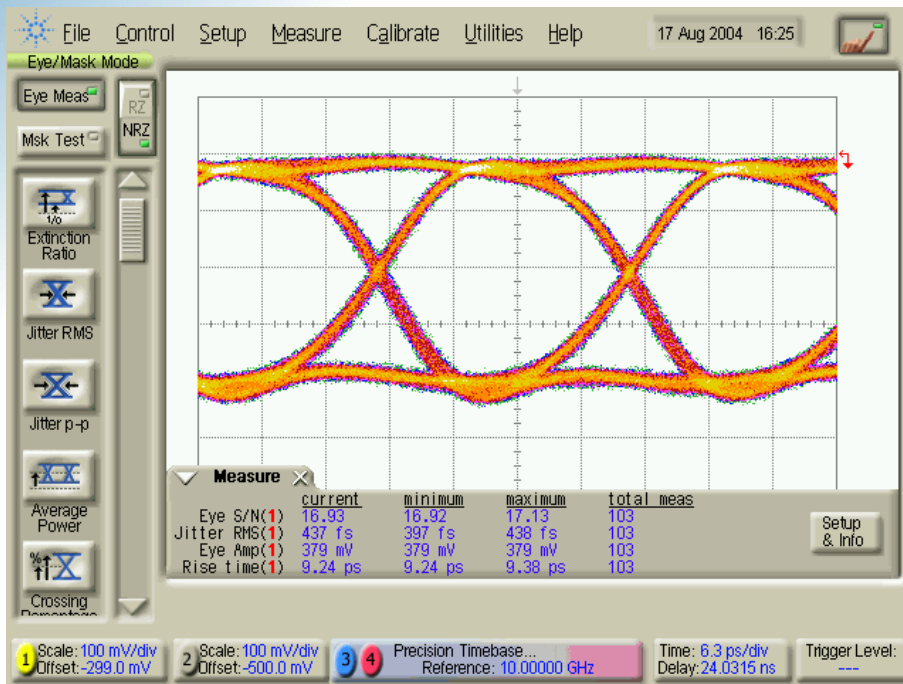 File Control Setup Measure Calibrate Utilities Help 17 Aug 2004 16:25
Eye/Mask Mode
Eye Meas
RZ
NRZ
Msk Test
1/0
Extinction
Ratio
Jitter RMS
Jitter p-p
Average
Power
%
Crossing
Percentage
Measure
current minimum maximum total meas
Eye S/N(1) 16.93 16.92 17.13 103
Jitter RMS(1) 437 fs 397 fs 438 fs 103
Eye Amp(1) 379 mV 379 mV 379 mV 103
Rise time(1) 9.24 ps 9.24 ps 9.38 ps 103
Setup
& Info
1 Scale:100 mV/div
Offset:-299.0 mV
2 Scale:100 mV/div
Offset:-500.0 mV
3 4 Precision Timebase...
Reference: 10.00000 GHz
Time: 6.3 ps/div
Delay:24.0315 ns
Trigger Level:
---